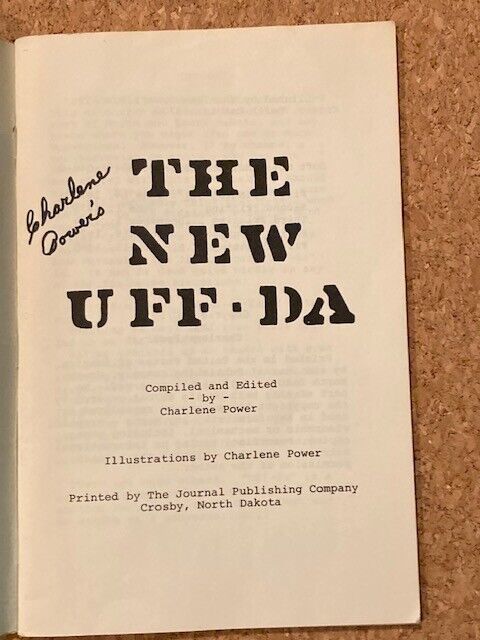 Charlene
Power's
THE
NEW
UFF·DA
Compiled and Edited
- by -
Charlene Power
Illustrations by Charlene Power
Printed by The Journal Publishing Company
Crosby, North Dakota